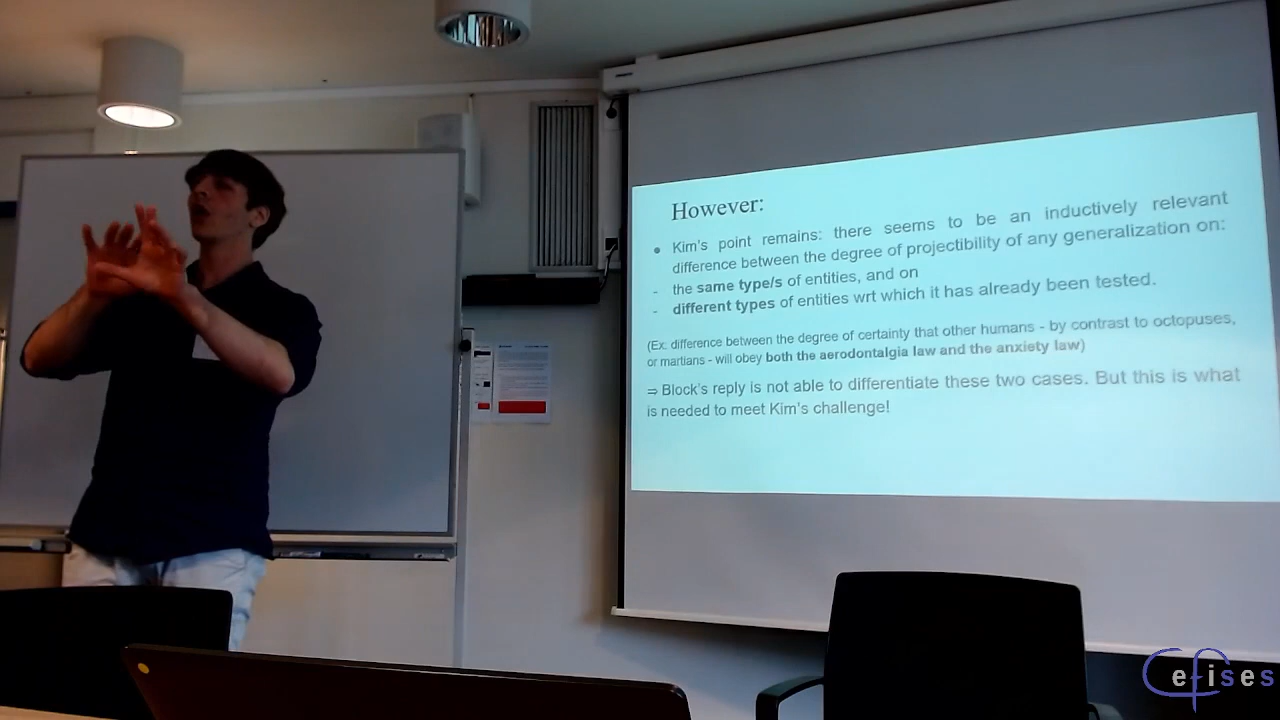 However:
• Kim's point remains: there seems to be an inductively relevant
difference between the degree of projectibility of any generalization on:
- the same type/s of entities, and on
- different types of entities wrt which it has already been tested.
(Ex: difference between the degree of certainty that other humans - by contrast to octopuses,
or martians - will obey both the aerodontalgia law and the anxiety law)
⇒ Block's reply is not able to differentiate these two cases. But this is what
is needed to meet Kim's challenge!
Cefises